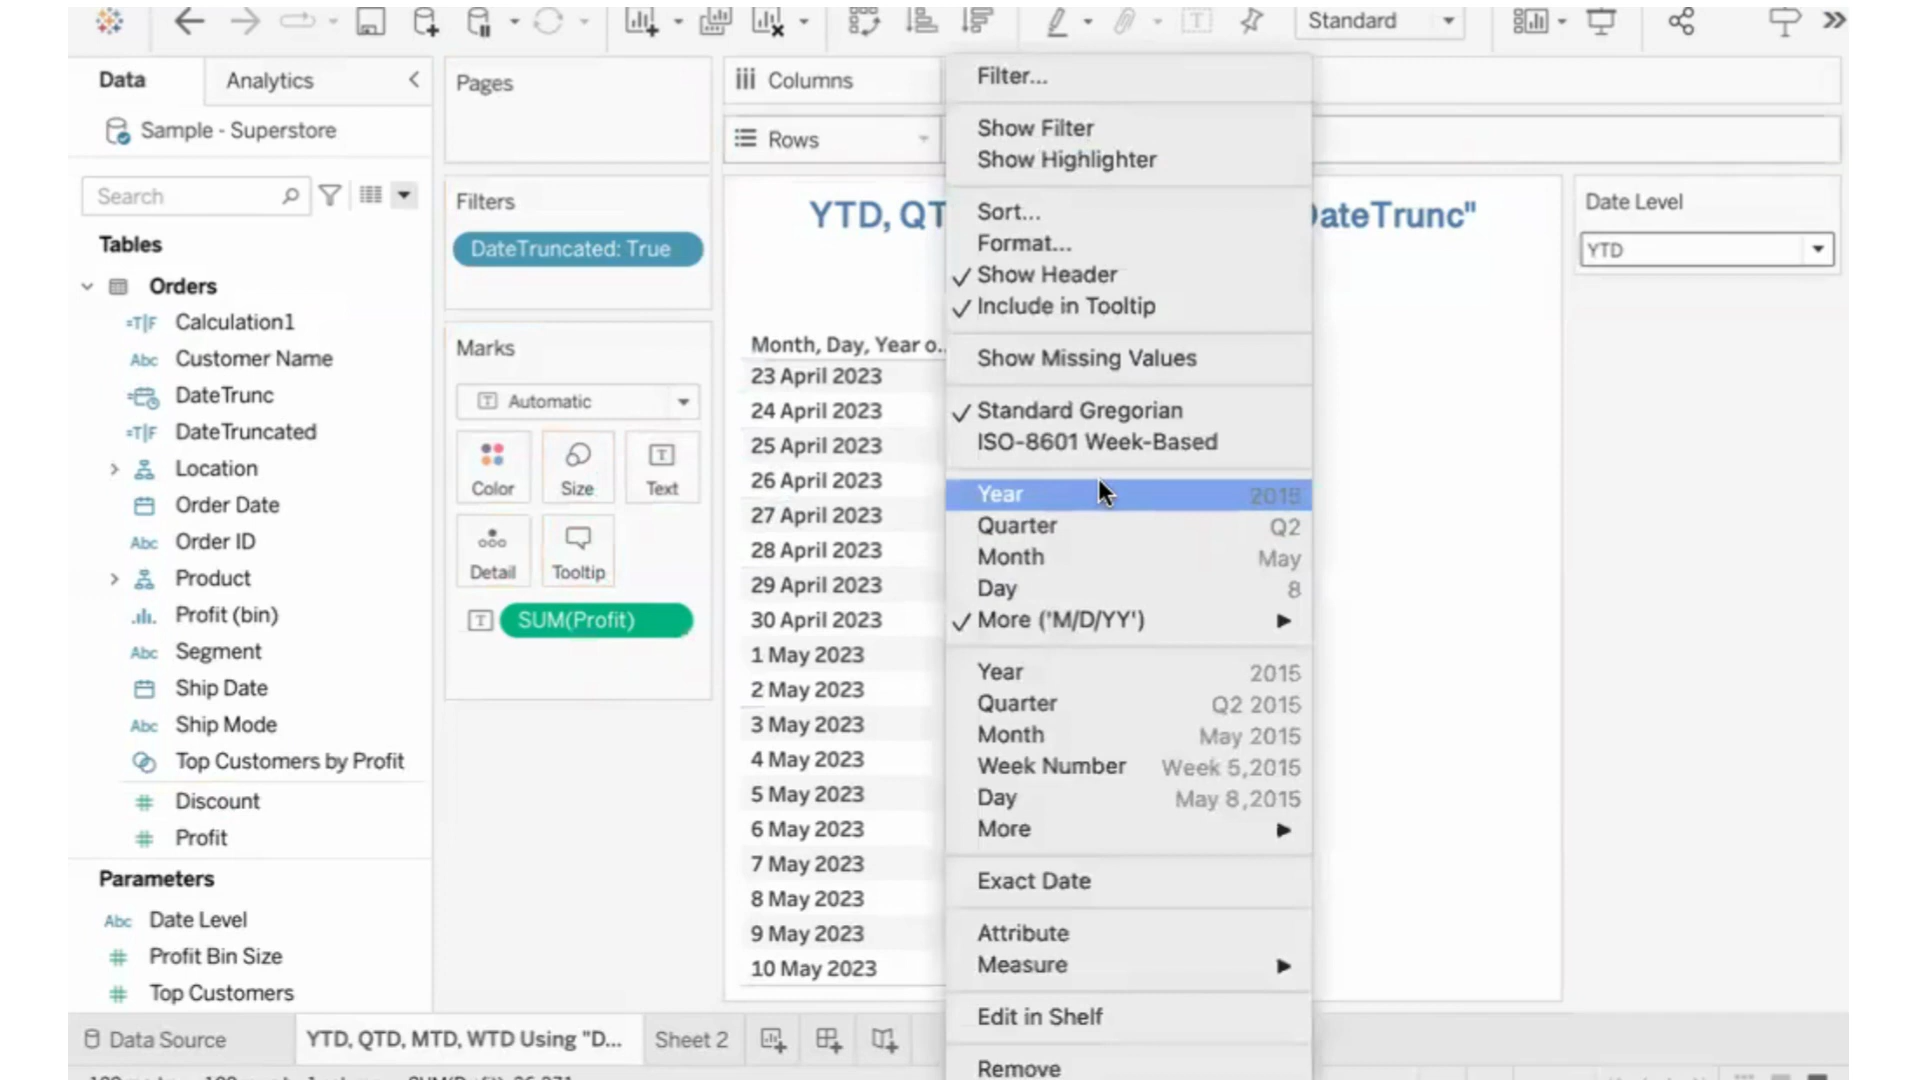 Standard
Data
Analytics
Sample - Superstore
Search
Tables
Orders
=T|F Calculation1
Abc Customer Name
DateTrunc
=T|F DateTruncated
Location
Order Date
Abc Order ID
Product
Profit (bin)
Abc Segment
Ship Date
Abc Ship Mode
Top Customers by Profit
# Discount
# Profit
Parameters
Abc Date Level
# Profit Bin Size
# Top Customers
Pages
Filters
DateTruncated: True
Marks
Automatic
Color
Size
Text
Detail
Tooltip
SUM(Profit)
Columns
Rows
YTD, QT
DateTrunc"
Month, Day, Year o..
23 April 2023
24 April 2023
25 April 2023
26 April 2023
27 April 2023
28 April 2023
29 April 2023
30 April 2023
1 May 2023
2 May 2023
3 May 2023
4 May 2023
5 May 2023
6 May 2023
7 May 2023
8 May 2023
9 May 2023
10 May 2023
Filter...
Show Filter
Show Highlighter
Sort...
Format...
Show Header
Include in Tooltip
Show Missing Values
Standard Gregorian
ISO-8601 Week-Based
Year 2015
Quarter Q2
Month May
Day 8
More ('M/D/YY')
Year 2015
Quarter Q2 2015
Month May 2015
Week Number Week 5,2015
Day May 8,2015
More
Exact Date
Attribute
Measure
Edit in Shelf
Remove
Date Level
YTD
Data Source
YTD, QTD, MTD, WTD Using "D...
Sheet 2